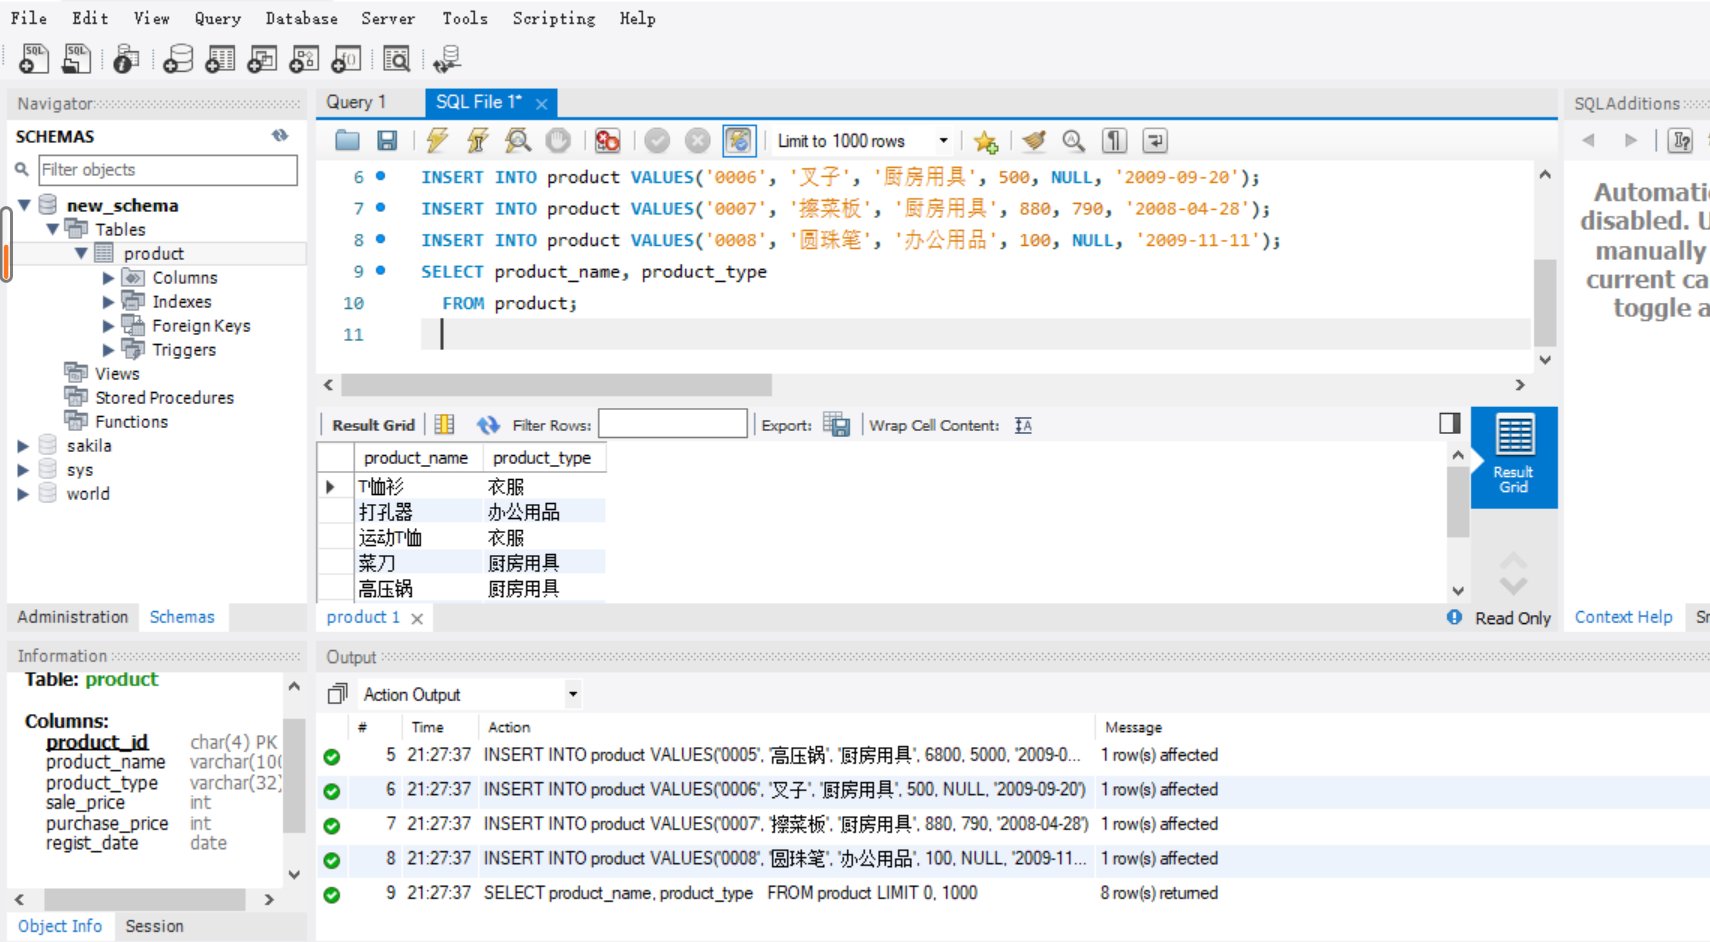 File Edit View Query Database Server Tools Scripting Help
Navigator
SCHEMAS
Filter objects
new_schema
Tables
product
Columns
Indexes
Foreign Keys
Triggers
Views
Stored Procedures
Functions
sakila
sys
world
Administration Schemas
Information
Table: product
Columns:
product_id char(4) PK
product_name varchar(100
product_type varchar(32)
sale_price int
purchase_price int
regist_date date
Object Info Session
Query 1 SQL File 1*
Limit to 1000 rows
6 INSERT INTO product VALUES('0006', '叉子', '厨房用具', 500, NULL, '2009-09-20');
7 INSERT INTO product VALUES('0007', '擦菜板', '厨房用具', 880, 790, '2008-04-28');
8 INSERT INTO product VALUES('0008', '圆珠笔', '办公用品', 100, NULL, '2009-11-11');
9 SELECT product_name, product_type
10 FROM product;
11
Result Grid Filter Rows: Export: Wrap Cell Content: IA
product_name product_type
T恤衫 衣服
打孔器 办公用品
运动T恤 衣服
菜刀 厨房用具
高压锅 厨房用具
Result
Grid
product 1 Read Only
Output
Action Output
# Time Action Message
5 21:27:37 INSERT INTO product VALUES('0005', '高压锅', '厨房用具', 6800, 5000, '2009-0... 1 row(s) affected
6 21:27:37 INSERT INTO product VALUES('0006', '叉子', '厨房用具', 500, NULL, '2009-09-20') 1 row(s) affected
7 21:27:37 INSERT INTO product VALUES('0007', '擦菜板', '厨房用具', 880, 790, '2008-04-28') 1 row(s) affected
8 21:27:37 INSERT INTO product VALUES('0008', '圆珠笔', '办公用品', 100, NULL, '2009-11... 1 row(s) affected
9 21:27:37 SELECT product_name, product_type FROM product LIMIT 0, 1000 8 row(s) returned
SQLAdditions
Automati
disabled. U
manually
current ca
toggle a
Context Help Sn